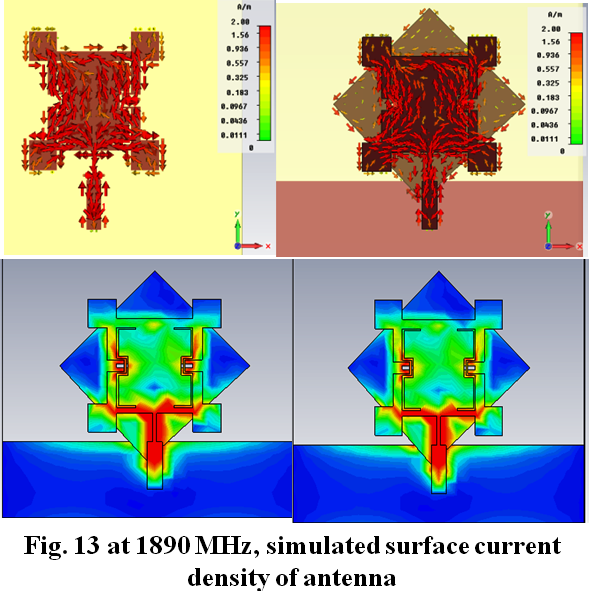 A/m
2.00
1.56
0.936
0.557
0.325
0.183
0.0967
0.0436
0.0111
0
y
x
A/m
2.00
1.56
0.936
0.557
0.325
0.183
0.0967
0.0436
0.0111
0
y
x
Fig. 13 at 1890 MHz, simulated surface current
density of antenna